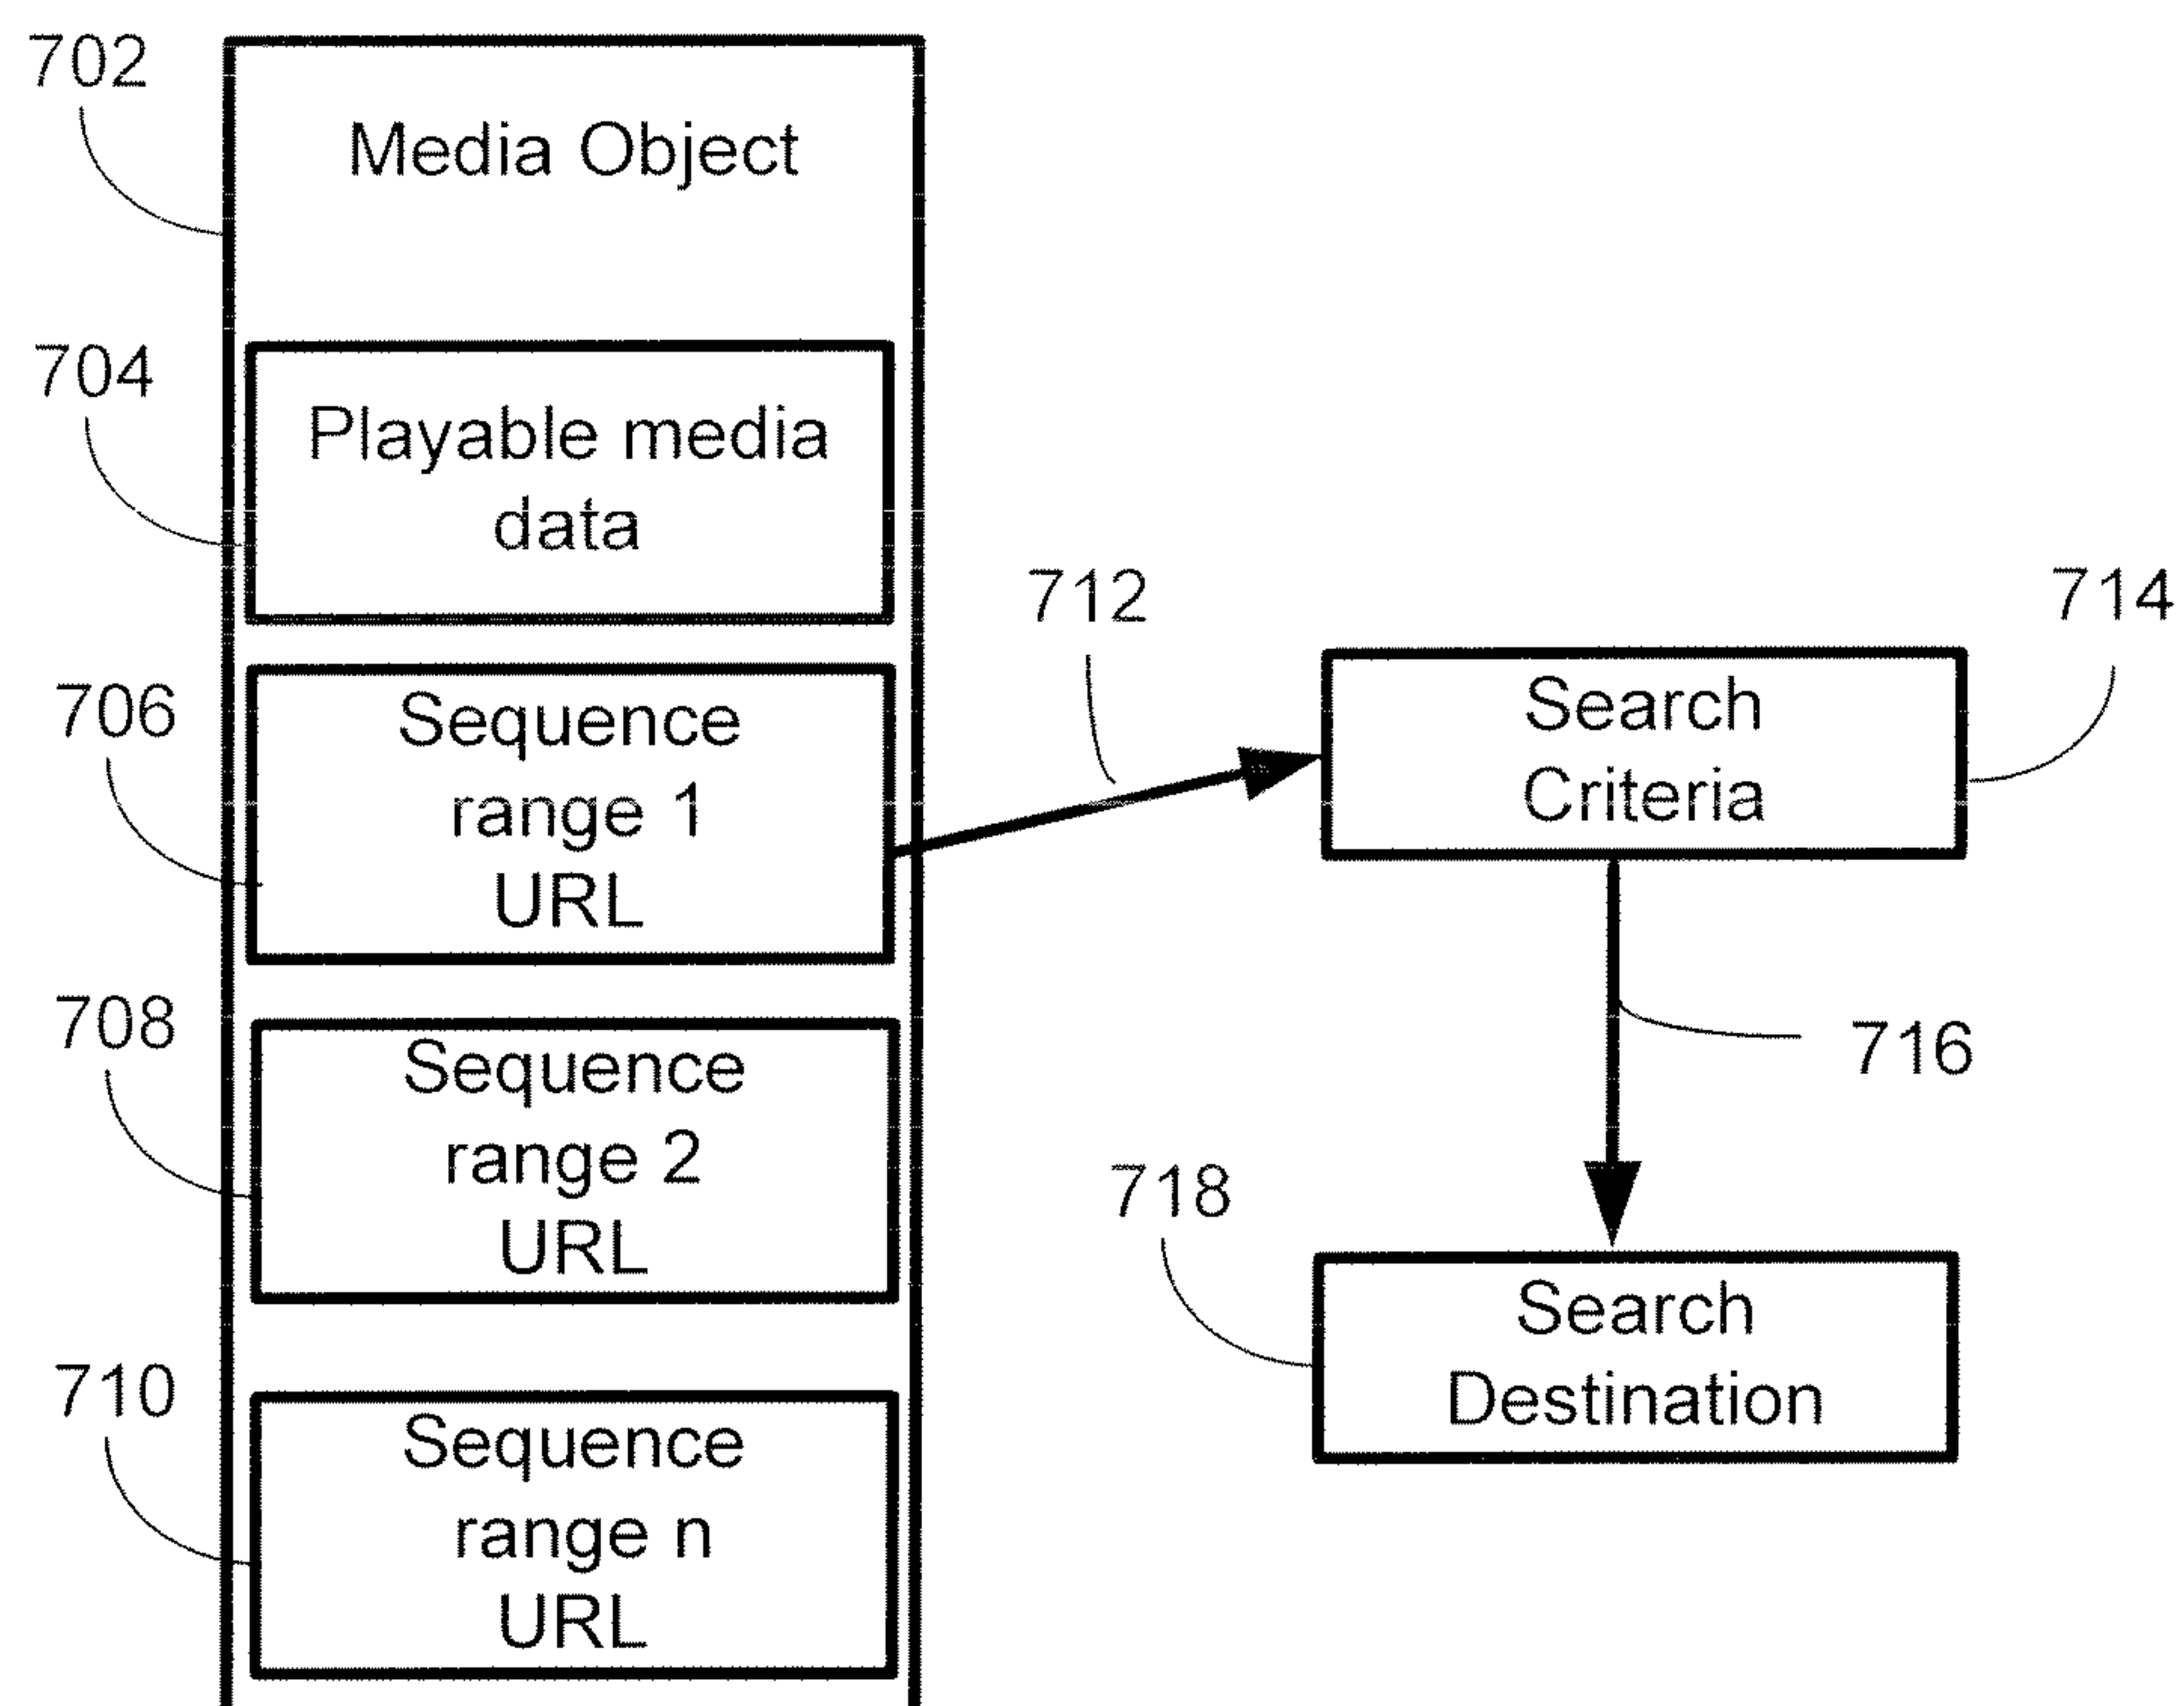 702
Media Object
704
Playable media
data
706
Sequence
range 1
URL
708
Sequence
range 2
URL
710
Sequence
range n
URL
712
714
Search
Criteria
716
718
Search
Destination